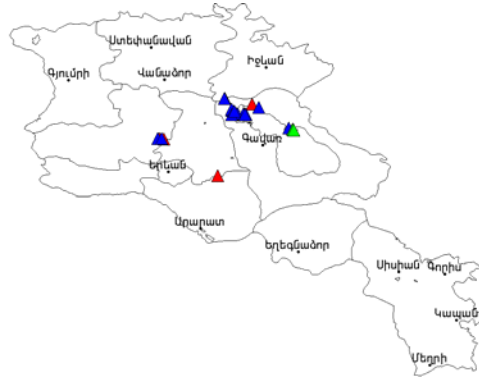 Ստեփանավան
Իջևան
Գյումրի
Վանաձոր
Գավառ
Երևան
Արարատ
Եղեգնաձոր
Սիսիան
Գորիս
Կապան
Մեղրի